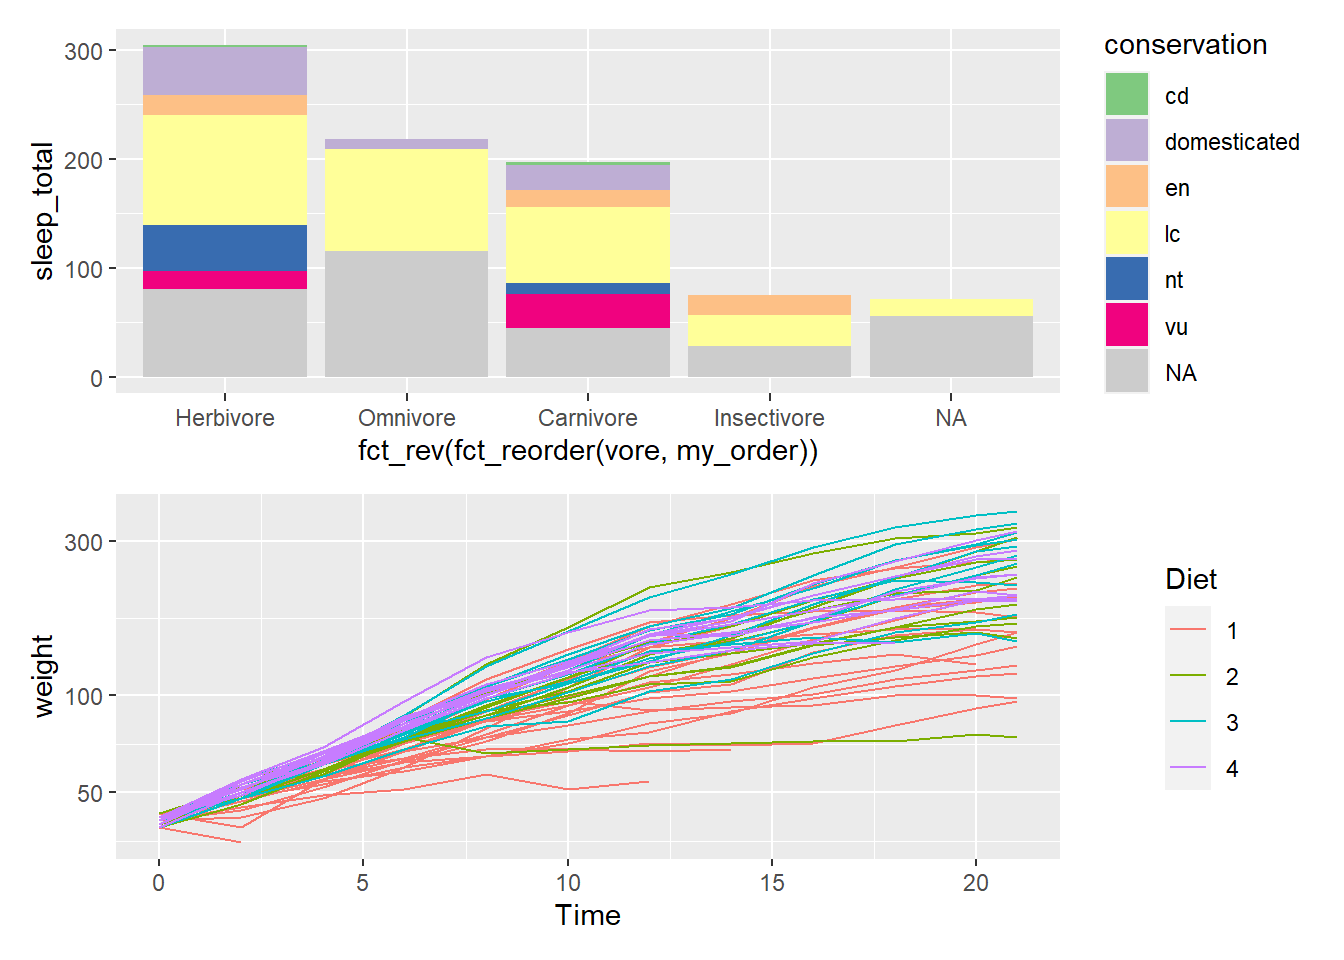 300
200
100
0
sleep_total
Herbivore Omnivore Carnivore Insectivore NA
fct_rev(fct_reorder(vore, my_order))
conservation
cd
domesticated
en
lc
nt
vu
NA
300
100
50
weight
0 5 10 15 20
Time
Diet
1
2
3
4